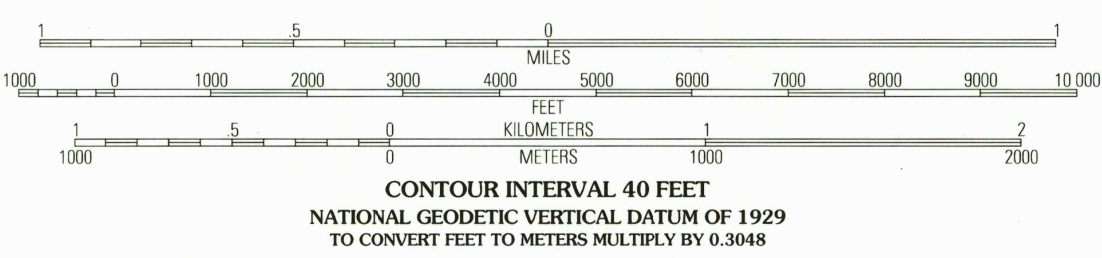 1 .5 0 1
MILES
1000 0 1000 2000 3000 4000 5000 6000 7000 8000 9000 10 000
FEET
1 .5 0 KILOMETERS 1 2
1000 0 METERS 1000 2000
CONTOUR INTERVAL 40 FEET
NATIONAL GEODETIC VERTICAL DATUM OF 1929
TO CONVERT FEET TO METERS MULTIPLY BY 0.3048